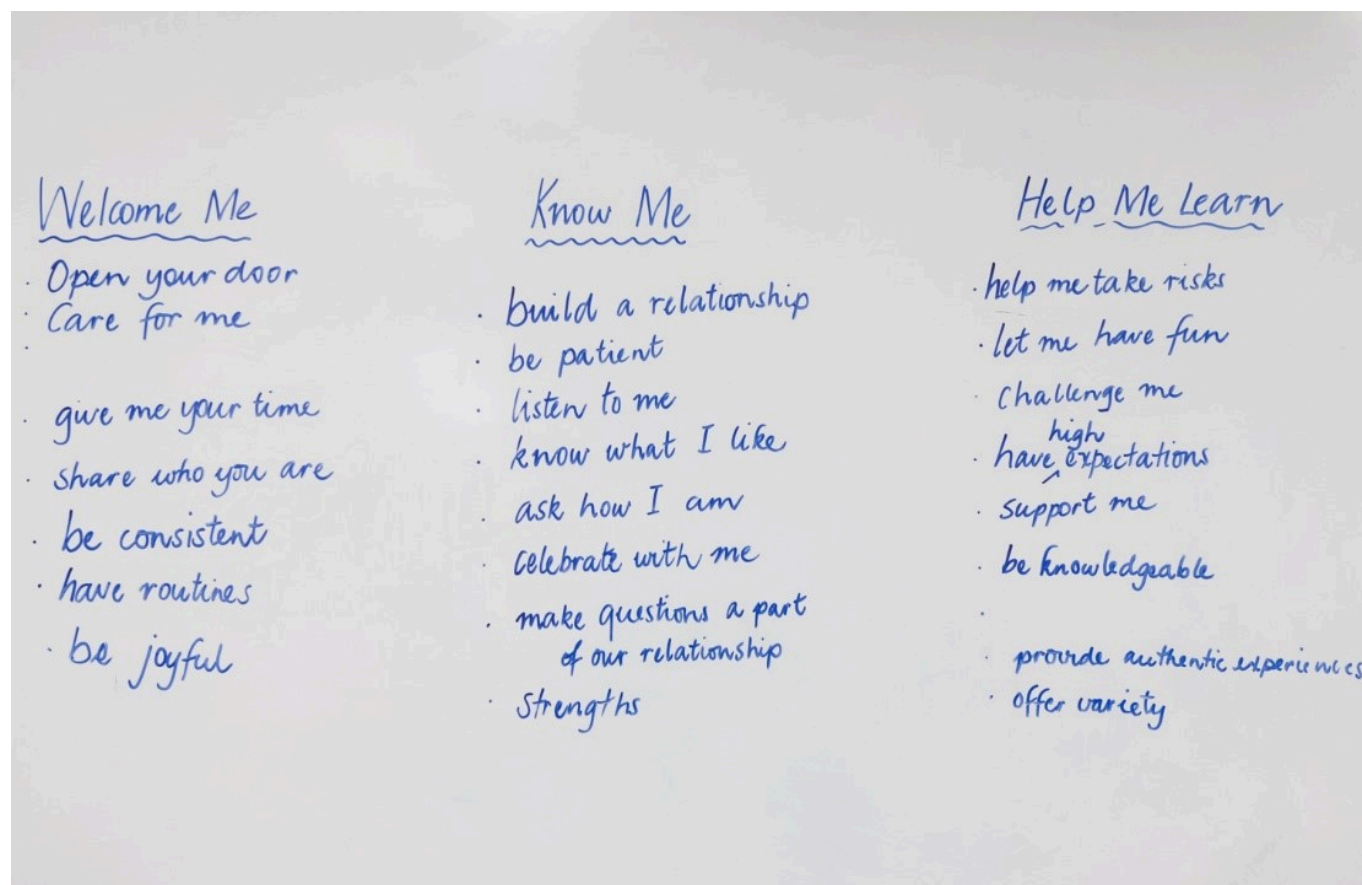 Welcome Me
· Open your door
· Care for me
·
· give me your time
· share who you are
· be consistent
· have routines
· be joyful
Know Me
· build a relationship
· be patient
· listen to me
· know what I like
· ask how I am
· celebrate with me
· make questions a part
of our relationship
· Strengths
Help Me Learn
· help me take risks
· let me have fun
· challenge me
· have high expectations
· support me
· be knowledgeable
·
· provide authentic experiences
· offer variety